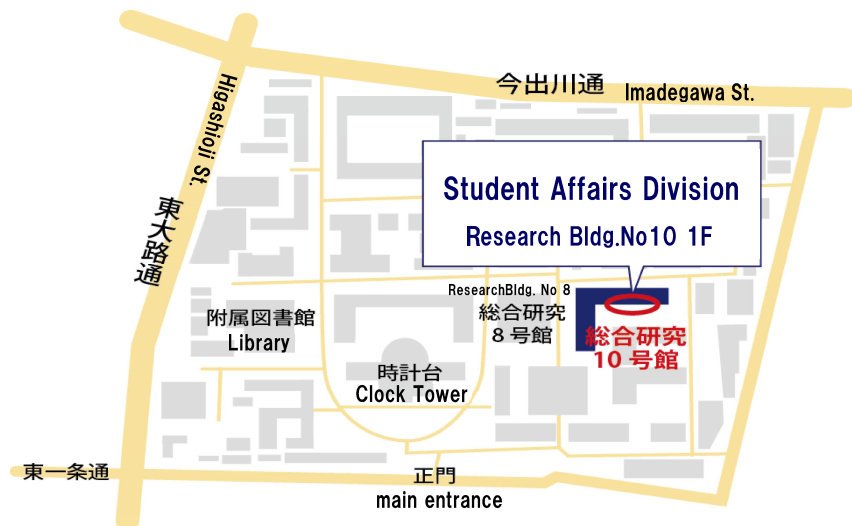 今出川通
Imadegawa St.
Higashioji St.
東大路通
Student Affairs Division
Research Bldg.No10 1F
ResearchBldg. No 8
総合研究
8号館
総合研究
10号館
附属図書館
Library
時計台
Clock Tower
東一条通
正門
main entrance